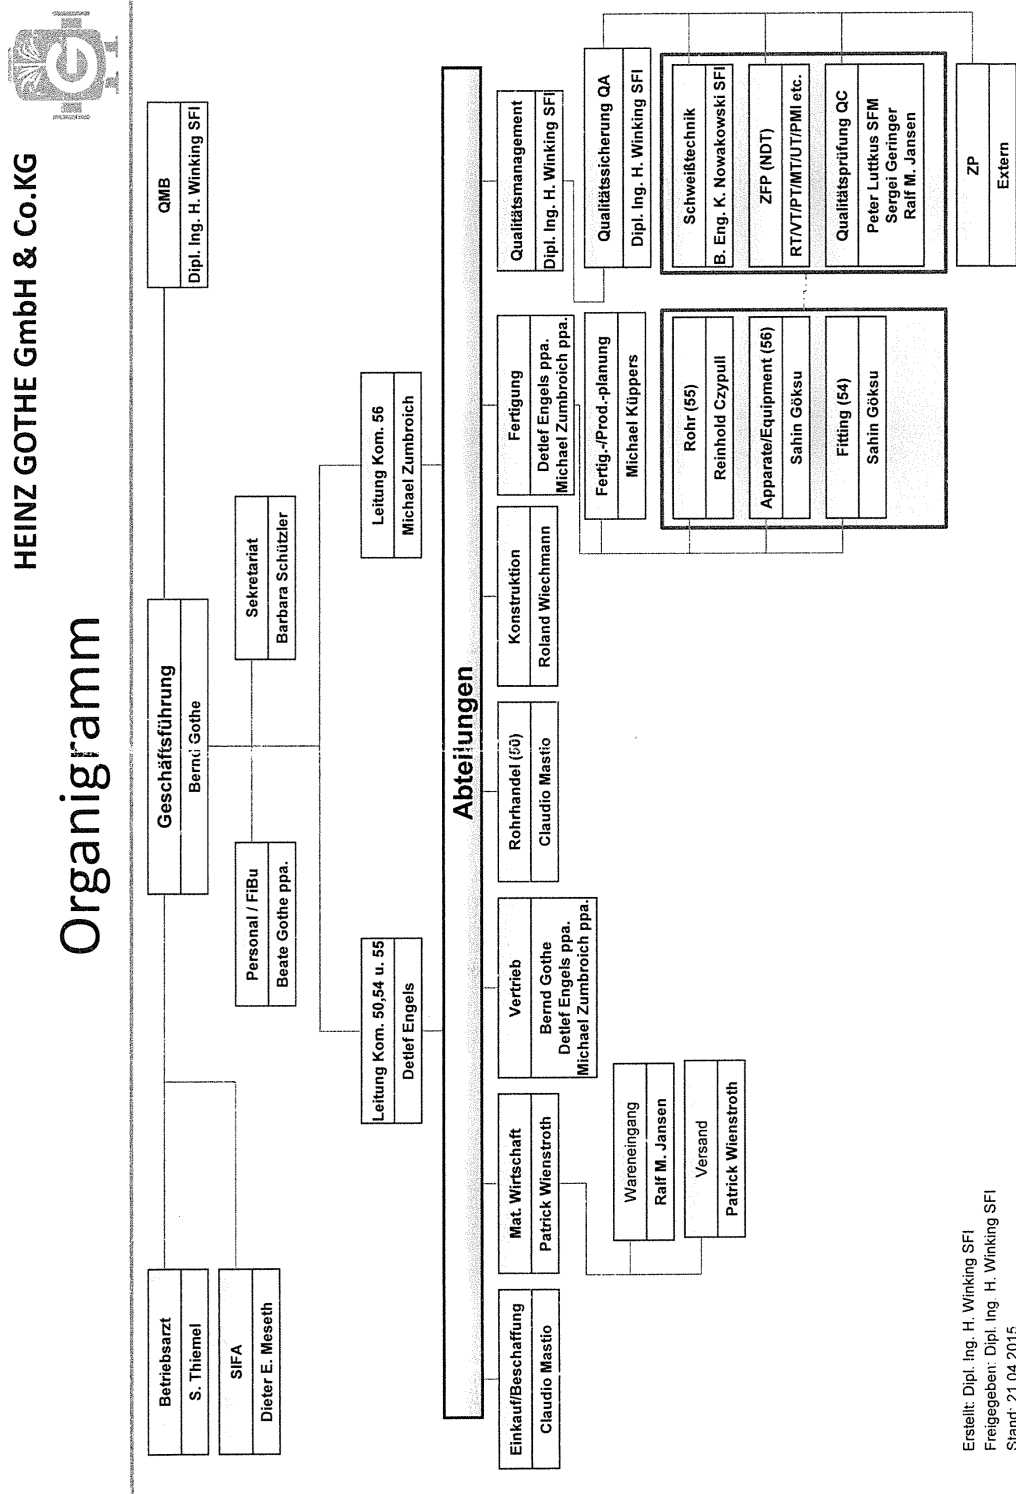 HEINZ GOTHE GmbH & Co.KG
Organigramm
Geschäftsführung
Bernd Gothe
QMB
Dipl. Ing. H. Winking SFI
Betriebsarzt
S. Thiemel
SIFA
Dieter E. Meseth
Personal / FiBu
Beate Gothe ppa.
Sekretariat
Barbara Schützler
Leitung Kom. 50,54 u. 55
Detlef Engels
Leitung Kom. 56
Michael Zumbroich
Abteilungen
Einkauf/Beschaffung
Claudio Mastio
Mat. Wirtschaft
Patrick Wienstroth
Wareneingang
Ralf M. Jansen
Versand
Patrick Wienstroth
Vertrieb
Bernd Gothe
Detlef Engels ppa.
Michael Zumbroich ppa.
Rohrhandel (50)
Claudio Mastio
Konstruktion
Roland Wiechmann
Fertigung
Detlef Engels ppa.
Michael Zumbroich ppa.
Fertig.-/Prod.-planung
Michael Küppers
Rohr (55)
Reinhold Czypull
Apparate/Equipment (56)
Sahin Göksu
Fitting (54)
Sahin Göksu
Qualitätsmanagement
Dipl. Ing. H. Winking SFI
Qualitätssicherung QA
Dipl. Ing. H. Winking SFI
Schweißtechnik
B. Eng. K. Nowakowski SFI
ZFP (NDT)
RT/VT/PT/MT/UT/PMI etc.
Qualitätsprüfung QC
Peter Luttkus SFM
Sergei Geringer
Ralf M. Jansen
ZP
Extern
Erstellt: Dipl. Ing. H. Winking SFI
Freigegeben: Dipl. Ing. H. Winking SFI
Stand: 21.04.2015